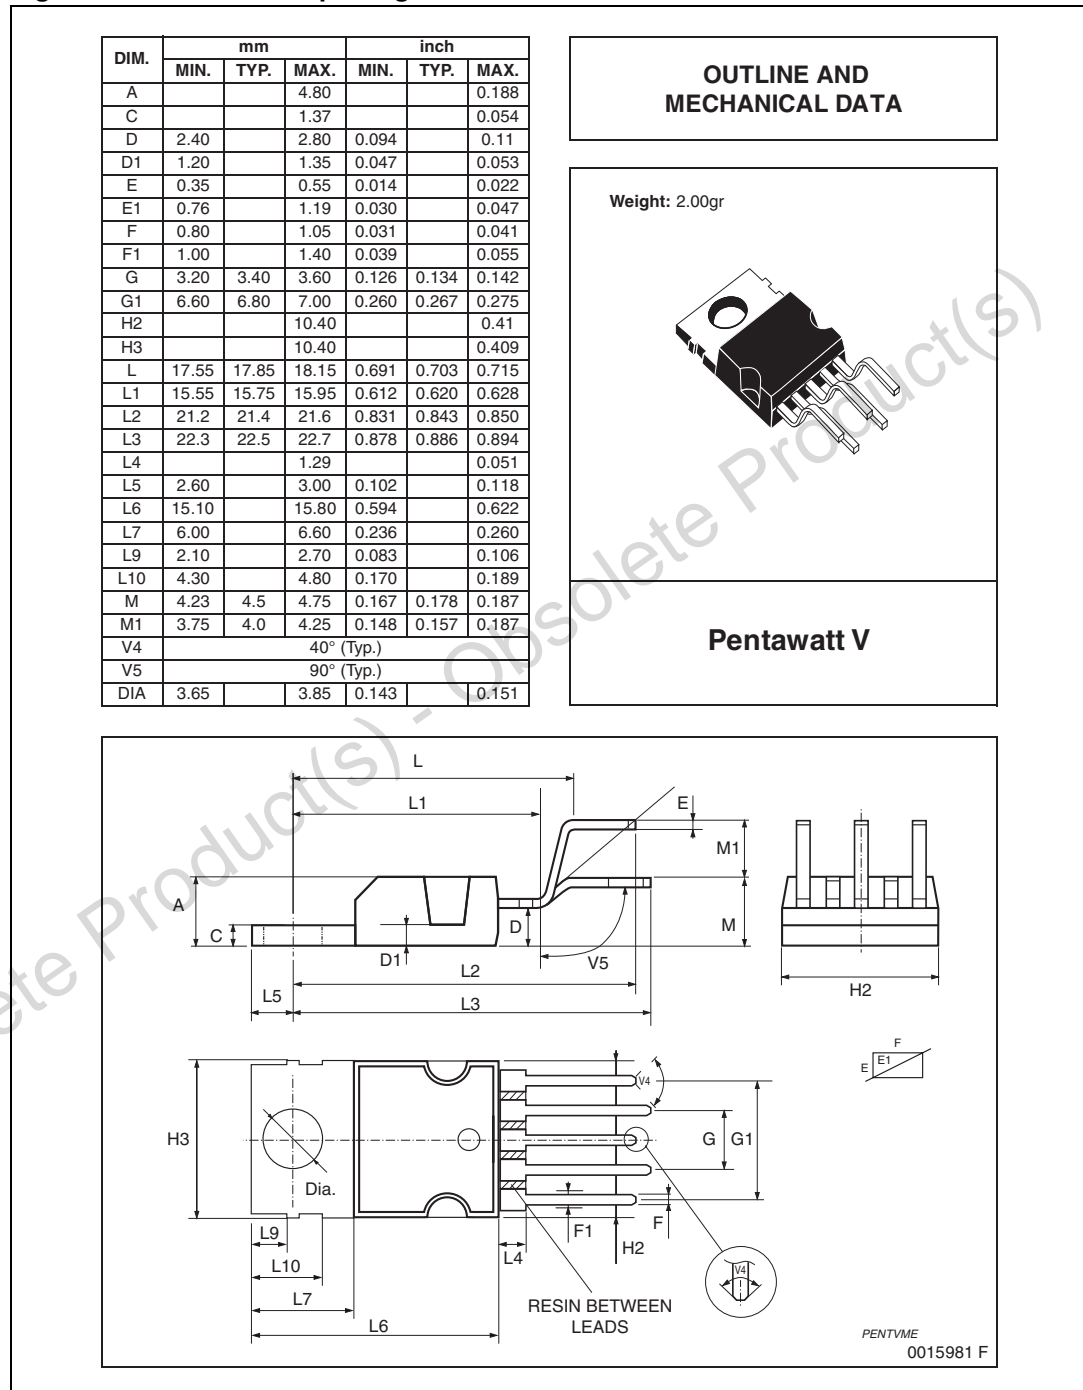 DIM. mm inch
MIN. TYP. MAX. MIN. TYP. MAX.
A 4.80 0.188
C 1.37 0.054
D 2.40 2.80 0.094 0.11
D1 1.20 1.35 0.047 0.053
E 0.35 0.55 0.014 0.022
E1 0.76 1.19 0.030 0.047
F 0.80 1.05 0.031 0.041
F1 1.00 1.40 0.039 0.055
G 3.20 3.40 3.60 0.126 0.134 0.142
G1 6.60 6.80 7.00 0.260 0.267 0.275
H2 10.40 0.41
H3 10.40 0.409
L 17.55 17.85 18.15 0.691 0.703 0.715
L1 15.55 15.75 15.95 0.612 0.620 0.628
L2 21.2 21.4 21.6 0.831 0.843 0.850
L3 22.3 22.5 22.7 0.878 0.886 0.894
L4 1.29 0.051
L5 2.60 3.00 0.102 0.118
L6 15.10 15.80 0.594 0.622
L7 6.00 6.60 0.236 0.260
L9 2.10 2.70 0.083 0.106
L10 4.30 4.80 0.170 0.189
M 4.23 4.5 4.75 0.167 0.178 0.187
M1 3.75 4.0 4.25 0.148 0.157 0.187
V4 40° (Typ.)
V5 90° (Typ.)
DIA 3.65 3.85 0.143 0.151
OUTLINE AND
MECHANICAL DATA
Weight: 2.00gr
Pentawatt V
ete Product(s) - Obsolete Product(s)
L
L1
E
M1
A
C
D
M
D1
V5
L2
L5
L3
H2
F
E1
E
V4
H3
G
G1
Dia.
L9
F1
F
L4
H2
L10
V4
L7
RESIN BETWEEN
LEADS
L6
PENTVME
0015981 F